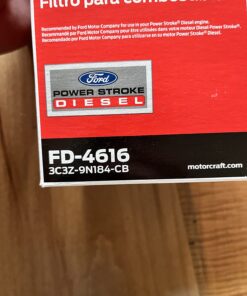 Filtro para combust
Recommended by Ford Motor Company for use in your Power Stroke® Diesel engine.
Recommandé par Ford Motor Company pour être utilisées dans votre moteur Diesel Power Stroke®.
Recomendado por Ford Motor Company para utilizarse en su motor Power Stroke® Diesel.
Ford
POWER STROKE
DIESEL
FD-4616
3C3Z-9N184-CB
motorcraft.com